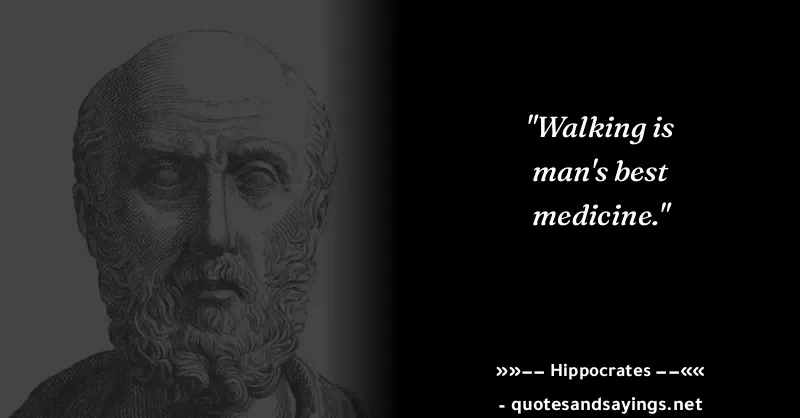 "Walking is
man's best
medicine."
»»−− Hippocrates −−««
- quotesandsayings.net